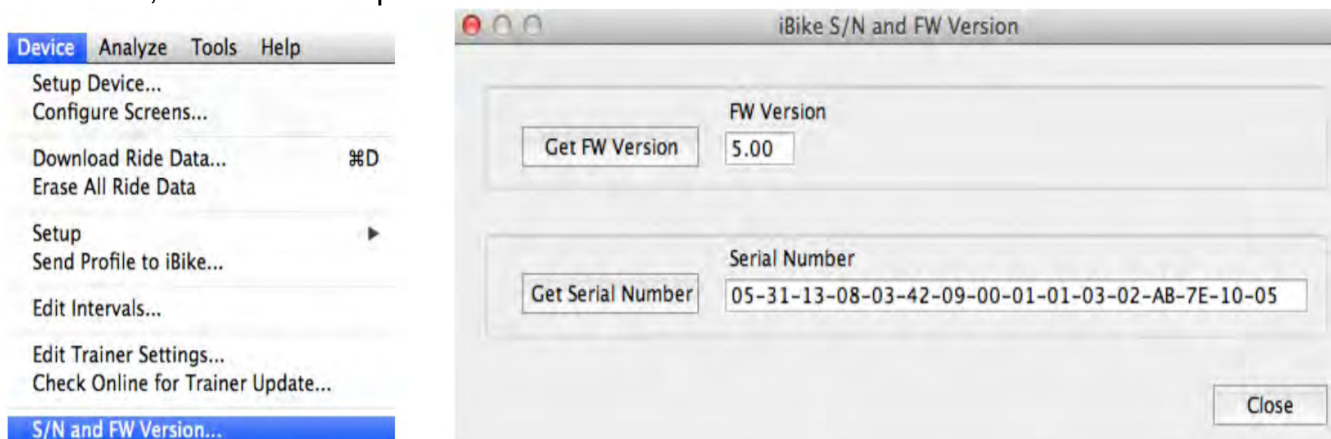 Device Analyze Tools Help
Setup Device...
Configure Screens...
Download Ride Data... ⌘D
Erase All Ride Data
Setup ▶
Send Profile to iBike...
Edit Intervals...
Edit Trainer Settings...
Check Online for Trainer Update...
S/N and FW Version...
iBike S/N and FW Version
FW Version
Get FW Version 5.00
Serial Number
Get Serial Number 05-31-13-08-03-42-09-00-01-01-03-02-AB-7E-10-05
Close